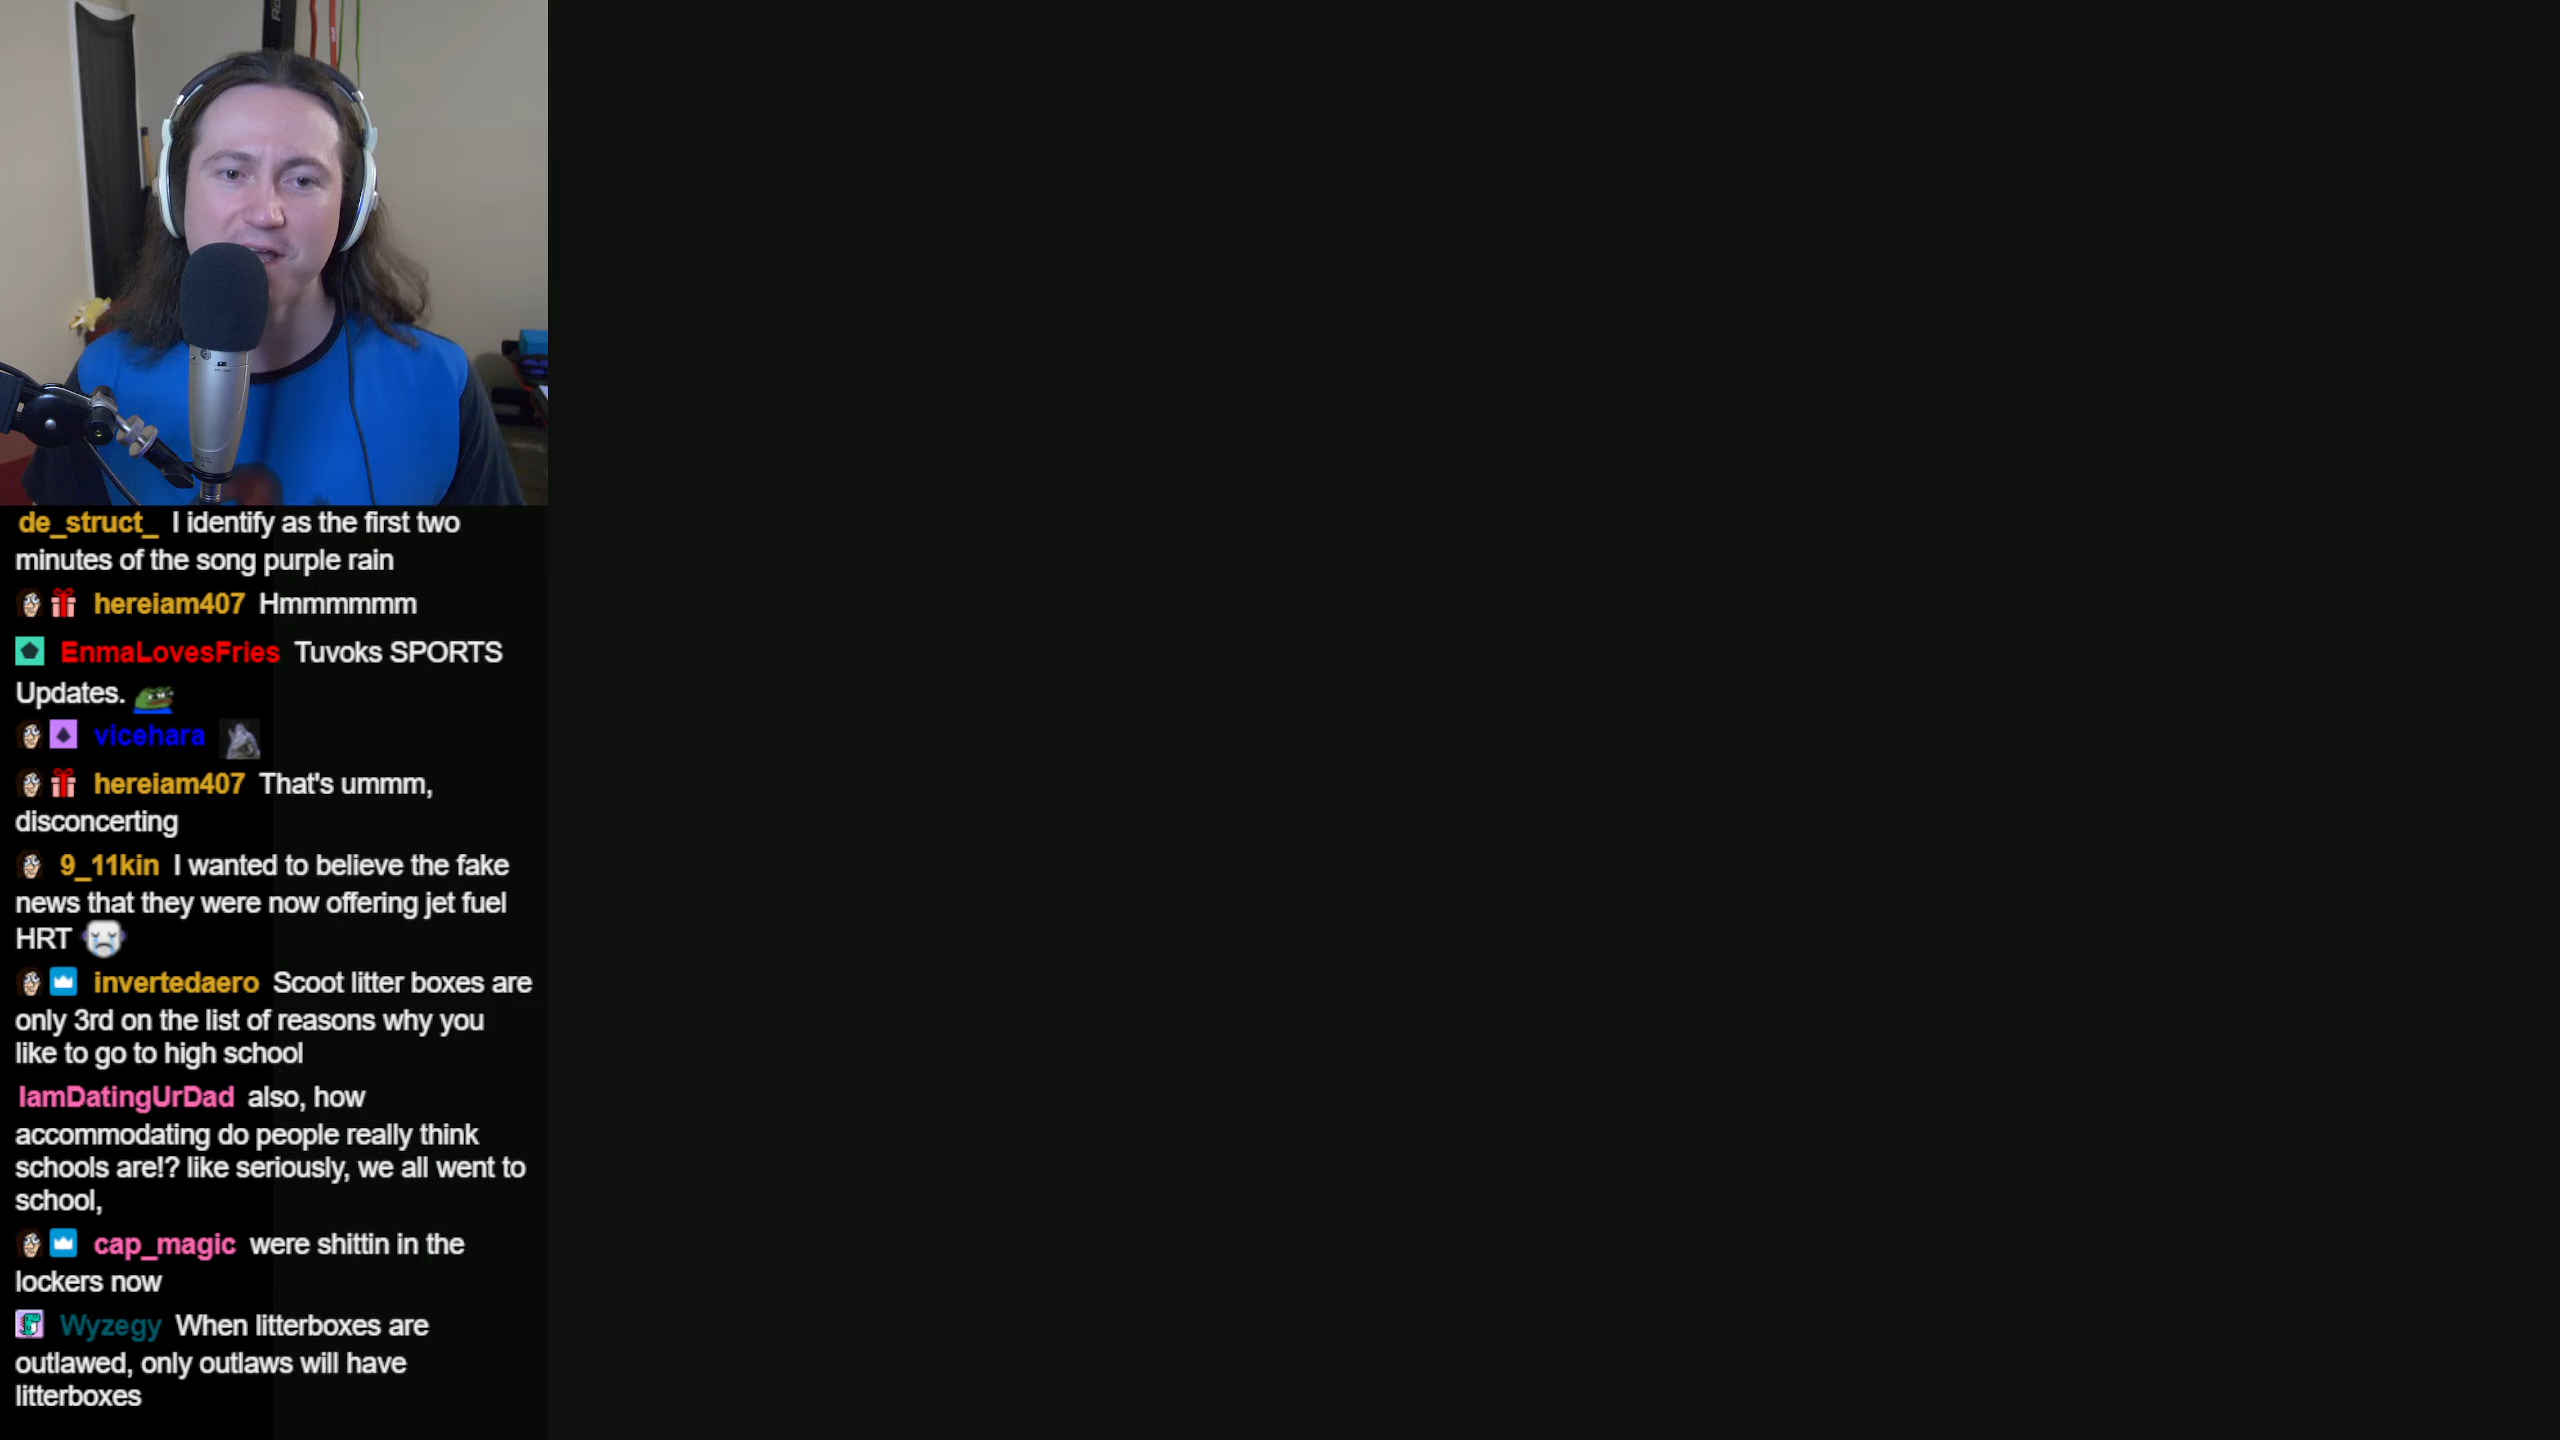 de_struct_ I identify as the first two
minutes of the song purple rain
hereiam407 Hmmmmmm
EnmaLovesFries Tuvoks SPORTS
Updates.
vicehara
hereiam407 That's ummm,
disconcerting
9_11kin I wanted to believe the fake
news that they were now offering jet fuel
HRT
invertedaero Scoot litter boxes are
only 3rd on the list of reasons why you
like to go to high school
IamDatingUrDad also, how
accommodating do people really think
schools are!? like seriously, we all went to
school,
cap_magic were shittin in the
lockers now
Wyzegy When litterboxes are
outlawed, only outlaws will have
litterboxes